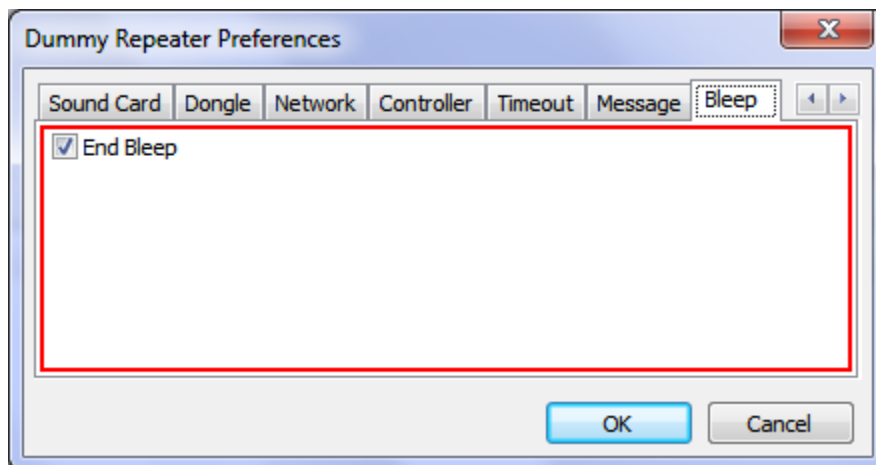 Dummy Repeater Preferences
Sound Card Dongle Network Controller Timeout Message Bleep
End Bleep
OK Cancel